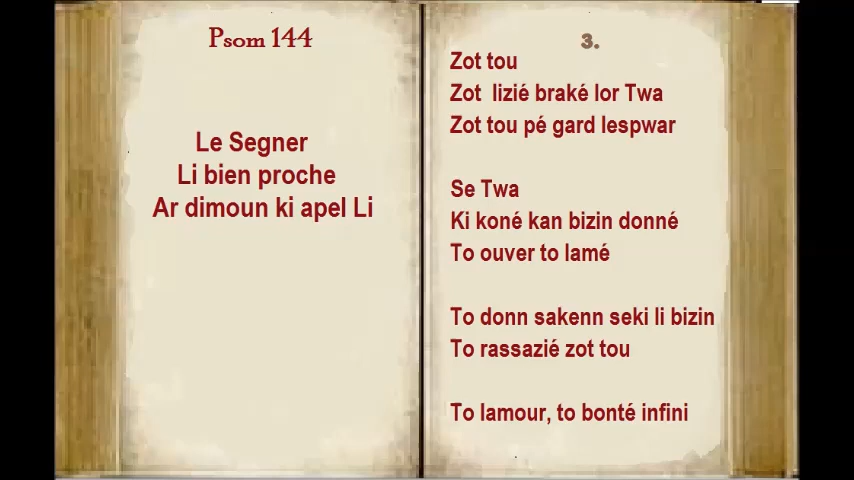 Psom 144
Le Segner
Li bien proche
Ar dimoun ki apel Li
3.
Zot tou
Zot lizié braké lor Twa
Zot tou pé gard lespwar
Se Twa
Ki koné kan bizin donné
To ouver to lamé
To donn sakenn seki li bizin
To rassazié zot tou
To lamour, to bonté infini